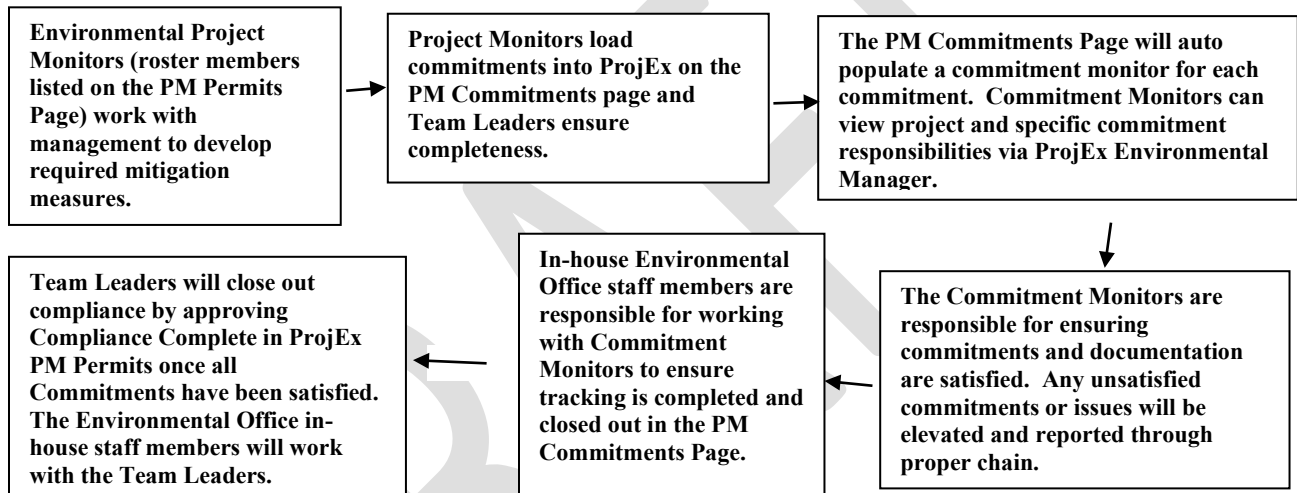 Environmental Project
Monitors (roster members
listed on the PM Permits
Page) work with
management to develop
required mitigation
measures.
Project Monitors load
commitments into ProjEx on the
PM Commitments page and
Team Leaders ensure
completeness.
The PM Commitments Page will auto
populate a commitment monitor for each
commitment.  Commitment Monitors can
view project and specific commitment
responsibilities via ProjEx Environmental
Manager.
The Commitment Monitors are
responsible for ensuring
commitments and documentation
are satisfied.  Any unsatisfied
commitments or issues will be
elevated and reported through
proper chain.
In-house Environmental
Office staff members are
responsible for working
with Commitment
Monitors to ensure
tracking is completed and
closed out in the PM
Commitments Page.
Team Leaders will close out
compliance by approving
Compliance Complete in ProjEx
PM Permits once all
Commitments have been satisfied.
The Environmental Office in-
house staff members will work
with the Team Leaders.